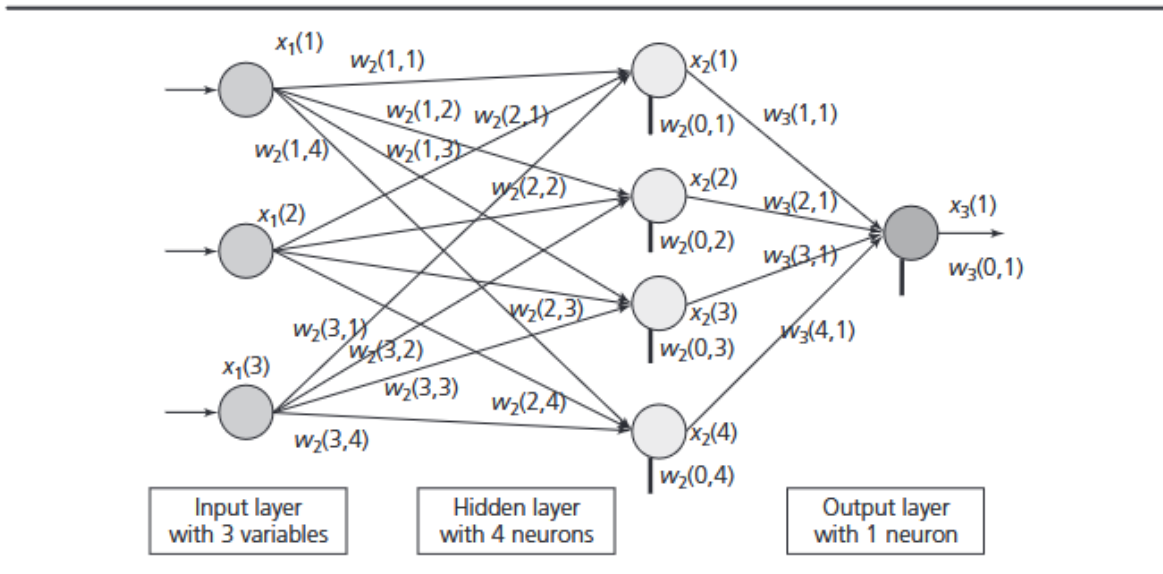 x₁(1)
w₂(1,1)
x₂(1)
w₂(1,2)
w₂(2,1)
w₃(1,1)
w₂(0,1)
w₂(1,4)
w₂(1,3)
w₂(2,2)
x₂(2)
x₁(2)
w₃(2,1)
x₃(1)
w₂(0,2)
w₃(3,1)
w₃(0,1)
w₂(2,3)
x₂(3)
w₂(3,1)
w₃(4,1)
w₂(3,2)
w₂(0,3)
x₁(3)
w₂(3,3)
w₂(2,4)
x₂(4)
w₂(3,4)
w₂(0,4)
Input layer
with 3 variables
Hidden layer
with 4 neurons
Output layer
with 1 neuron